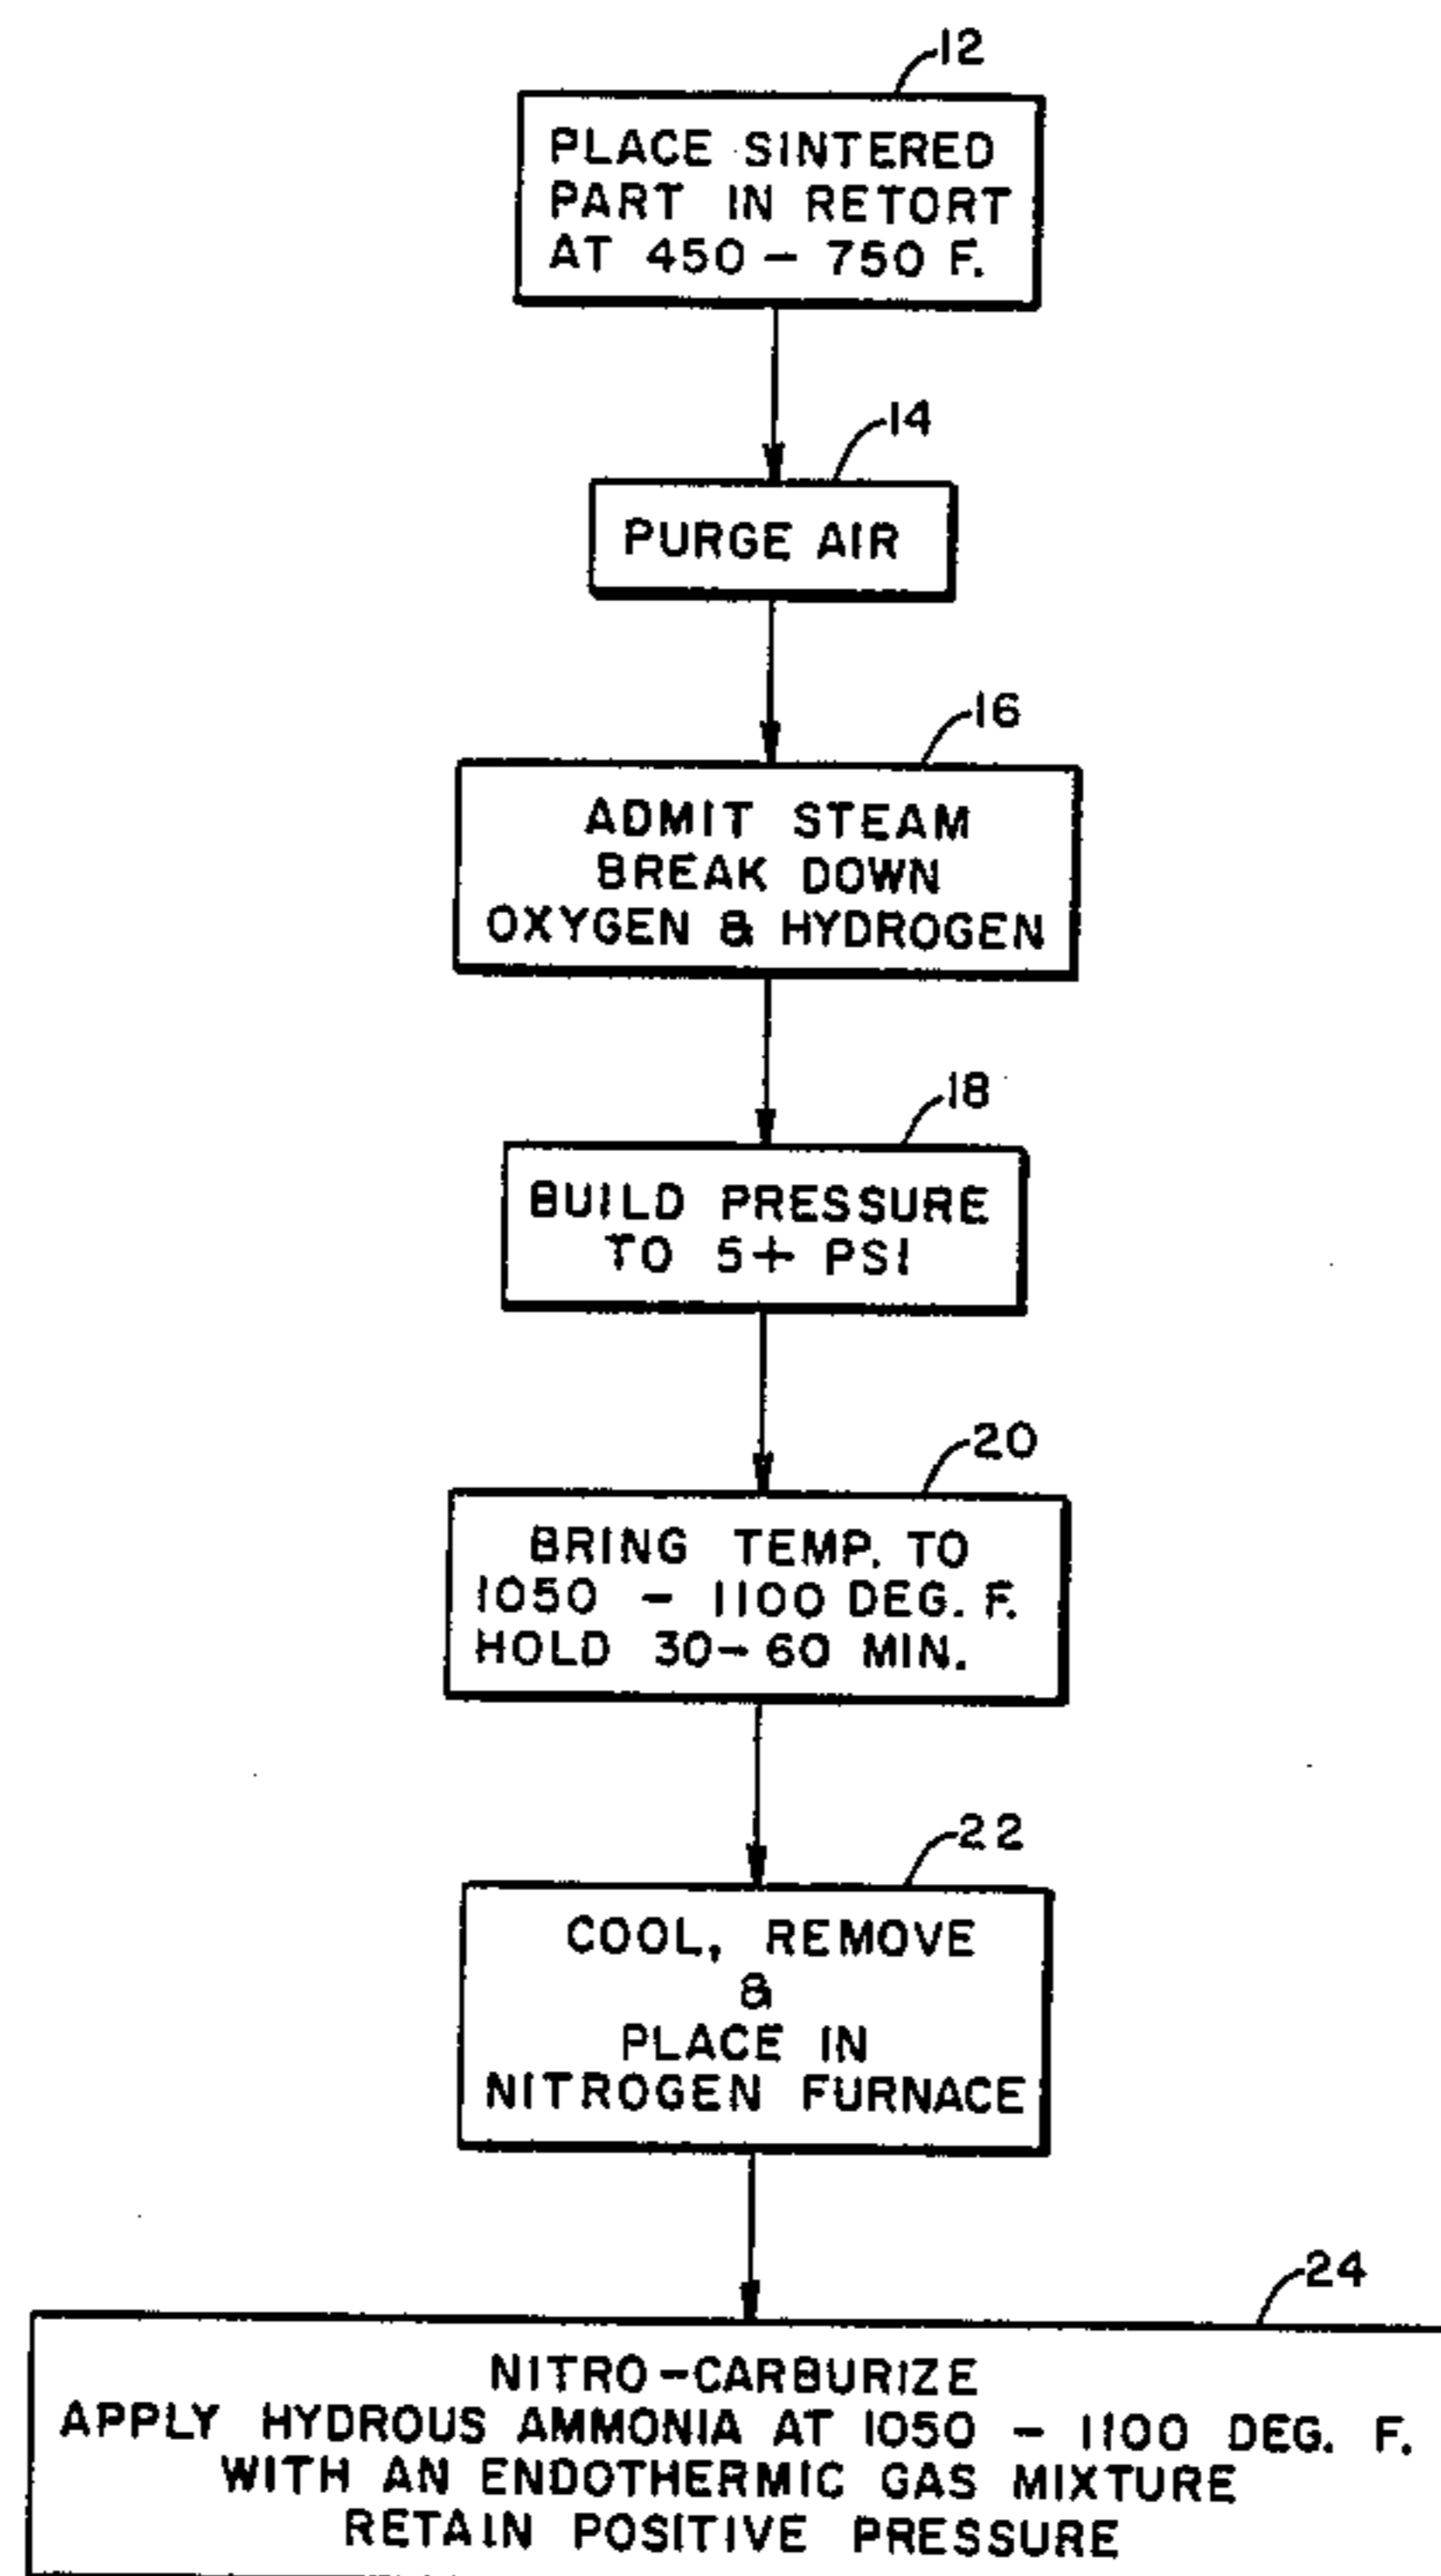 12
PLACE SINTERED
PART IN RETORT
AT 450 - 750 F.
14
PURGE AIR
16
ADMIT STEAM
BREAK DOWN
OXYGEN & HYDROGEN
18
BUILD PRESSURE
TO 5+ PSI
20
BRING TEMP. TO
1050 - 1100 DEG. F.
HOLD 30-60 MIN.
22
COOL, REMOVE
&
PLACE IN
NITROGEN FURNACE
24
NITRO-CARBURIZE
APPLY HYDROUS AMMONIA AT 1050 - 1100 DEG. F.
WITH AN ENDOTHERMIC GAS MIXTURE
RETAIN POSITIVE PRESSURE